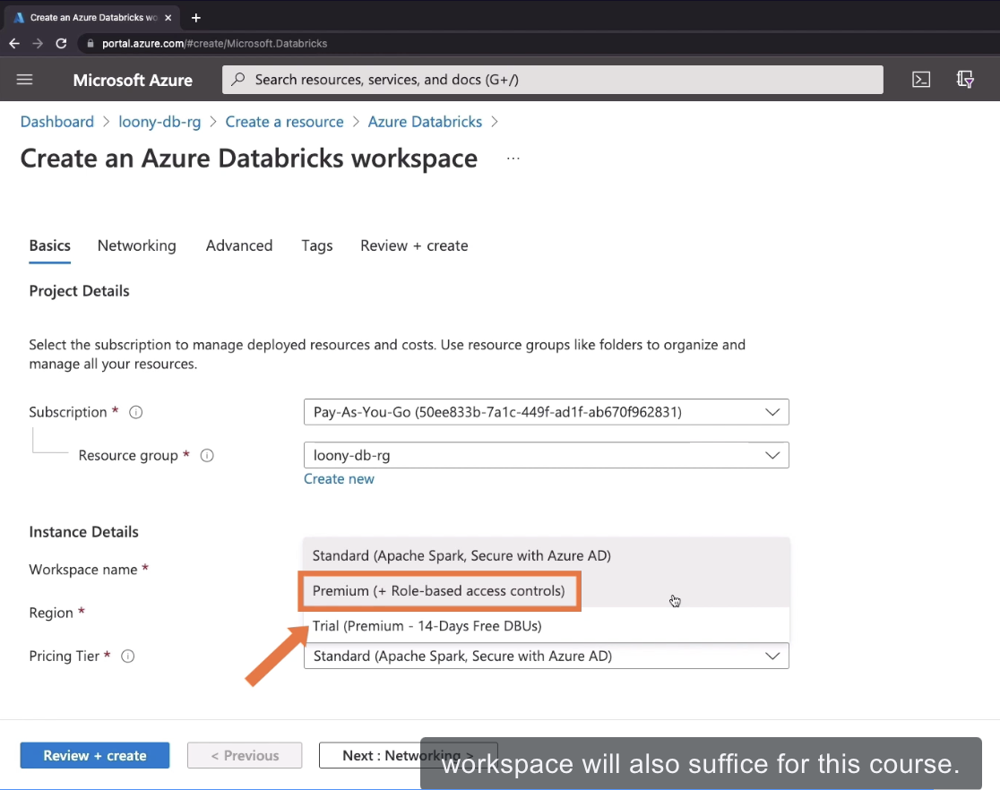 Create an Azure Databricks wo
portal.azure.com/#create/Microsoft.Databricks
Microsoft Azure
Search resources, services, and docs (G+/)
Dashboard > loony-db-rg > Create a resource > Azure Databricks >
Create an Azure Databricks workspace ...
Basics Networking Advanced Tags Review + create
Project Details
Select the subscription to manage deployed resources and costs. Use resource groups like folders to organize and
manage all your resources.
Subscription * Pay-As-You-Go (50ee833b-7a1c-449f-ad1f-ab670f962831)
Resource group * loony-db-rg
Create new
Instance Details
Standard (Apache Spark, Secure with Azure AD)
Workspace name *
Premium (+ Role-based access controls)
Region *
Trial (Premium - 14-Days Free DBUs)
Pricing Tier * Standard (Apache Spark, Secure with Azure AD)
Review + create < Previous Next : Networking >
workspace will also suffice for this course.